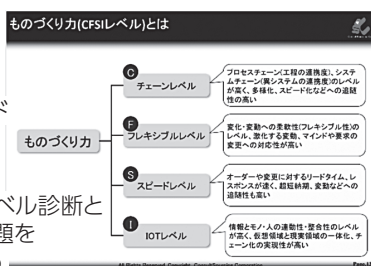 ものづくり力(CFSIレベル)とは
ド
ベル診断と
題を
ものづくり力
C
チェーンレベル
プロセスチェーン(工程の連携度)、システ
ムチェーン(異システムの連携度)のレベル
が高く、多様化、スピード化などへの追随
性の高い
F
フレキシブルレベル
変化・変動への柔軟性(フレキシブル性)の
レベル、激化する変動、マインドや要求の
変更への対応性が高い
S
スピードレベル
オーダーや変更に対するリードタイム、レ
スポンスが速く、超短納期、変動などへの
追随性も高い
I
IOTレベル
情報とモノ・人の連動性・整合性のレベル
が高く、仮想領域と現実領域の一体化、チ
ェーン化の実現性が高い
All Rights Reserved, Copyright